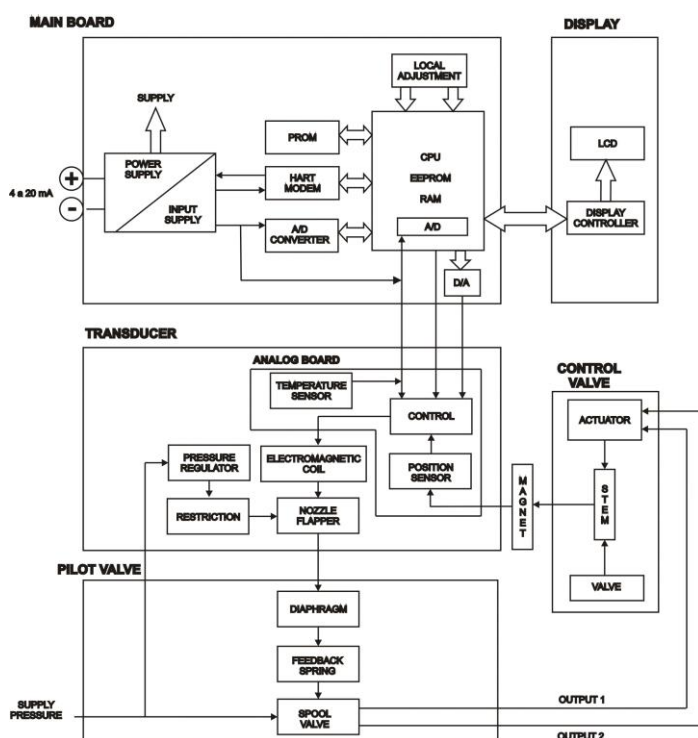 MAIN BOARD
DISPLAY
LOCAL
ADJUSTMENT
SUPPLY
PROM
CPU
EEPROM
RAM
LCD
POWER
SUPPLY
HART
MODEM
4 a 20 mA
+
-
INPUT
SUPPLY
A/D
CONVERTER
A/D
DISPLAY
CONTROLLER
D/A
TRANSDUCER
ANALOG BOARD
TEMPERATURE
SENSOR
CONTROL
CONTROL
VALVE
ACTUATOR
PRESSURE
REGULATOR
ELECTROMAGNETIC
COIL
POSITION
SENSOR
MAGNET
STEM
RESTRICTION
NOZZLE
FLAPPER
VALVE
PILOT VALVE
DIAPHRAGM
FEEDBACK
SPRING
SUPPLY
PRESSURE
SPOOL
VALVE
OUTPUT 1
OUTPUT 2